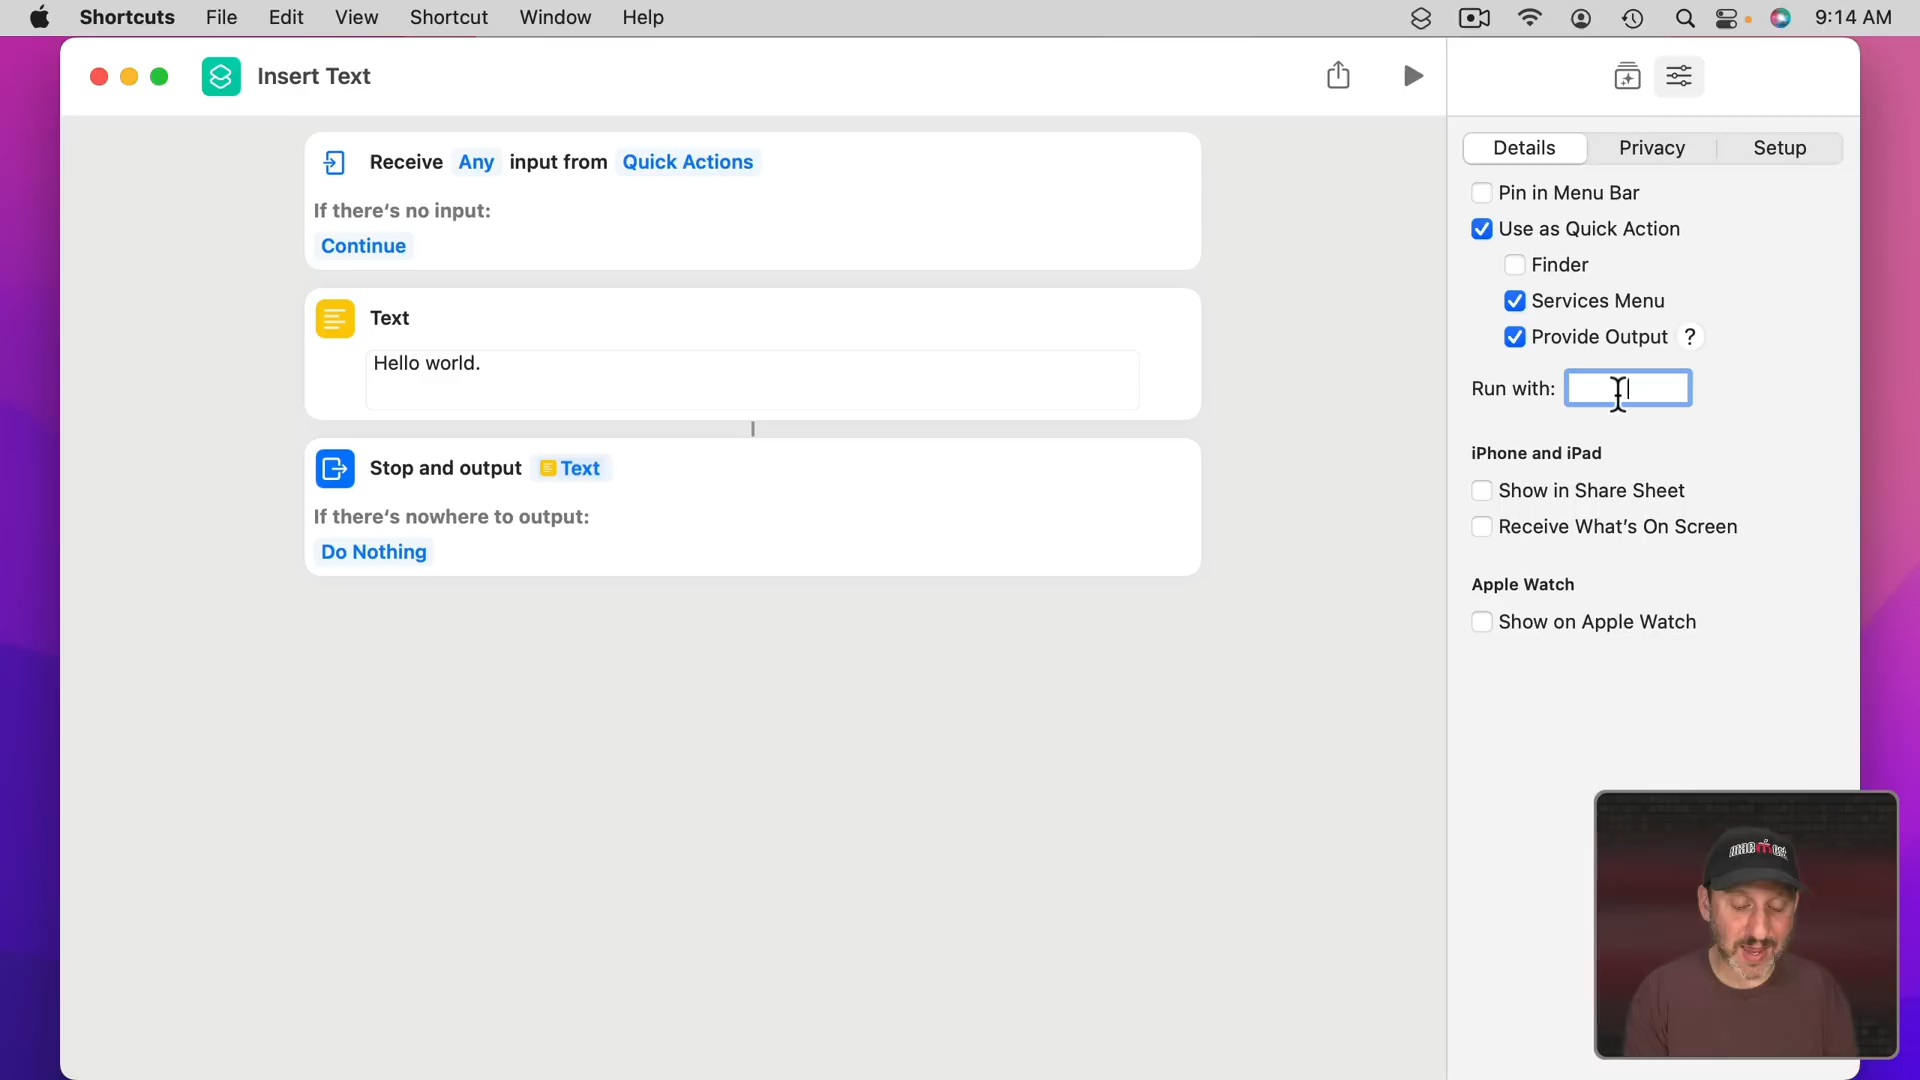 Shortcuts File Edit View Shortcut Window Help 9:14 AM
Insert Text
Receive Any input from Quick Actions
If there's no input:
Continue
Text
Hello world.
Stop and output Text
If there's nowhere to output:
Do Nothing
Details Privacy Setup
Pin in Menu Bar
Use as Quick Action
Finder
Services Menu
Provide Output ?
Run with:
iPhone and iPad
Show in Share Sheet
Receive What's On Screen
Apple Watch
Show on Apple Watch